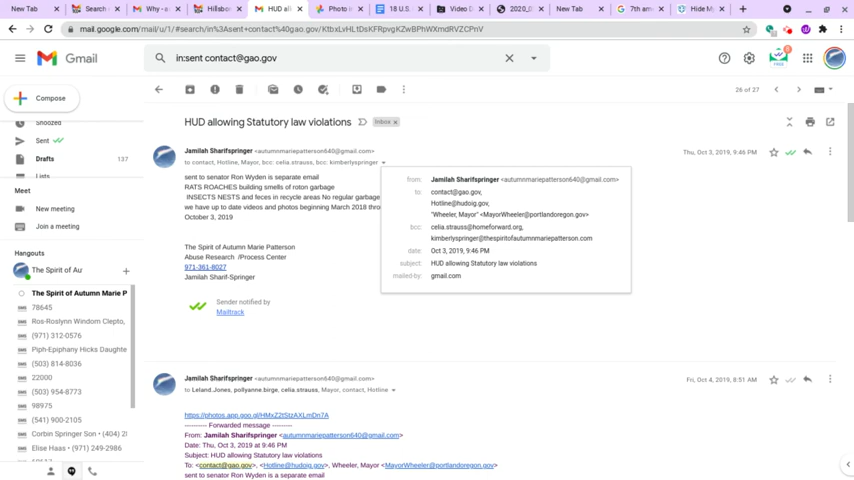 New Tab
Search r
Why - a
Hillsbor
HUD all
Photo in
18 U.S.
Video D
2020_0
New Tab
7th ame
Hide My
mail.google.com/mail/u/1/#search/in%3Asent+contact%40gao.gov/KtbxLvHLtDsKFRpvgKZwBPhWXmdRVZCPnV
Gmail
in:sent contact@gao.gov
FREE
Compose
26 of 27
Snoozed
Sent
Drafts 137
Lists
HUD allowing Statutory law violations
Inbox x
Jamilah Sharifspringer <autumnmariepatterson640@gmail.com>
Thu, Oct 3, 2019, 9:46 PM
to contact, Hotline, Mayor, bcc: celia.strauss, bcc: kimberlyspringer
sent to senator Ron Wyden is separate email
RATS ROACHES building smells of roton garbage
INSECTS NESTS and feces in recycle areas No regular garbage
we have up to date videos and photos beginning March 2018 thro
October 3, 2019
from: Jamilah Sharifspringer <autumnmariepatterson640@gmail.com>
to: contact@gao.gov,
Hotline@hudoig.gov,
"Wheeler, Mayor" <MayorWheeler@portlandoregon.gov>
bcc: celia.strauss@homeforward.org,
kimberlyspringer@thespiritofautumnmariepatterson.com
date: Oct 3, 2019, 9:46 PM
subject: HUD allowing Statutory law violations
mailed-by: gmail.com
The Spirit of Autumn Marie Patterson
Abuse Research /Process Center
971-361-8027
Jamilah Sharif-Springer
Sender notified by
Mailtrack
Meet
New meeting
Join a meeting
Hangouts
The Spirit of Au
The Spirit of Autumn Marie P
78645
Ros-Roslynn Windom Clepto,
(971) 312-0576
Piph-Epiphany Hicks Daughte
(503) 814-8036
22000
(503) 954-8773
98975
(541) 900-2105
Corbin Springer Son • (404) 2
Elise Haas • (971) 249-2986
Jamilah Sharifspringer <autumnmariepatterson640@gmail.com>
Fri, Oct 4, 2019, 8:51 AM
to Leland.Jones, pollyanne.birge, celia.strauss, Mayor, contact, Hotline
https://photos.app.goo.gl/HMxZ2tStzAXLmDn7A
---------- Forwarded message ---------
From: Jamilah Sharifspringer <autumnmariepatterson640@gmail.com>
Date: Thu, Oct 3, 2019 at 9:46 PM
Subject: HUD allowing Statutory law violations
To: <contact@gao.gov>, <Hotline@hudoig.gov>, Wheeler, Mayor <MayorWheeler@portlandoregon.gov>
sent to senator Ron Wyden is a separate email